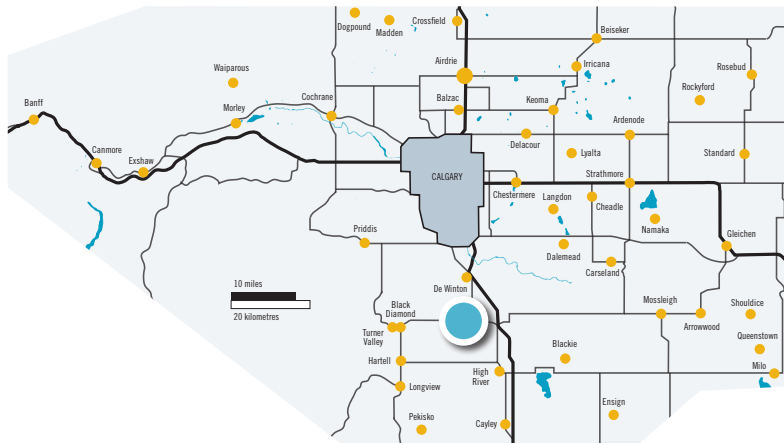 Dogpound
Madden
Crossfield
Beiseker
Airdrie
Irricana
Rosebud
Waiparous
Rockyford
Banff
Cochrane
Balzac
Keoma
Morley
Ardenode
Delacour
Canmore
Exshaw
Lyalta
Standard
CALGARY
Strathmore
Chestermere
Langdon
Cheadle
Namaka
Priddis
Gleichen
Dalemead
Carseland
10 miles
20 kilometres
De Winton
Black
Diamond
Turner
Valley
Mossleigh
Arrowwood
Shouldice
Queenstown
Hartell
Blackie
High
River
Milo
Longview
Ensign
Pekisko
Cayley